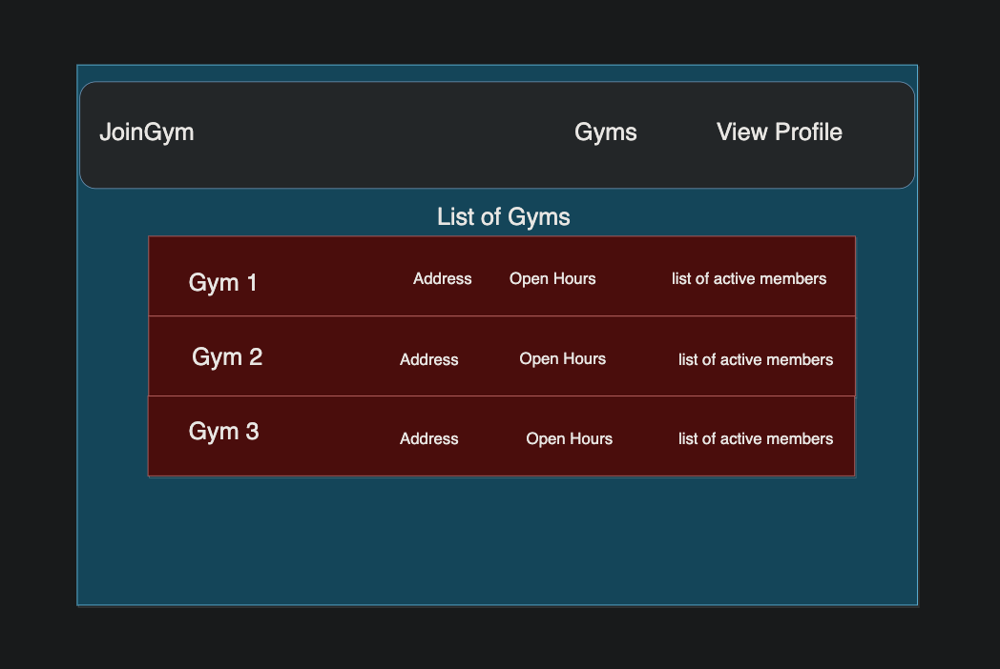 JoinGym Gyms View Profile
List of Gyms
Gym 1 Address Open Hours list of active members
Gym 2 Address Open Hours list of active members
Gym 3 Address Open Hours list of active members